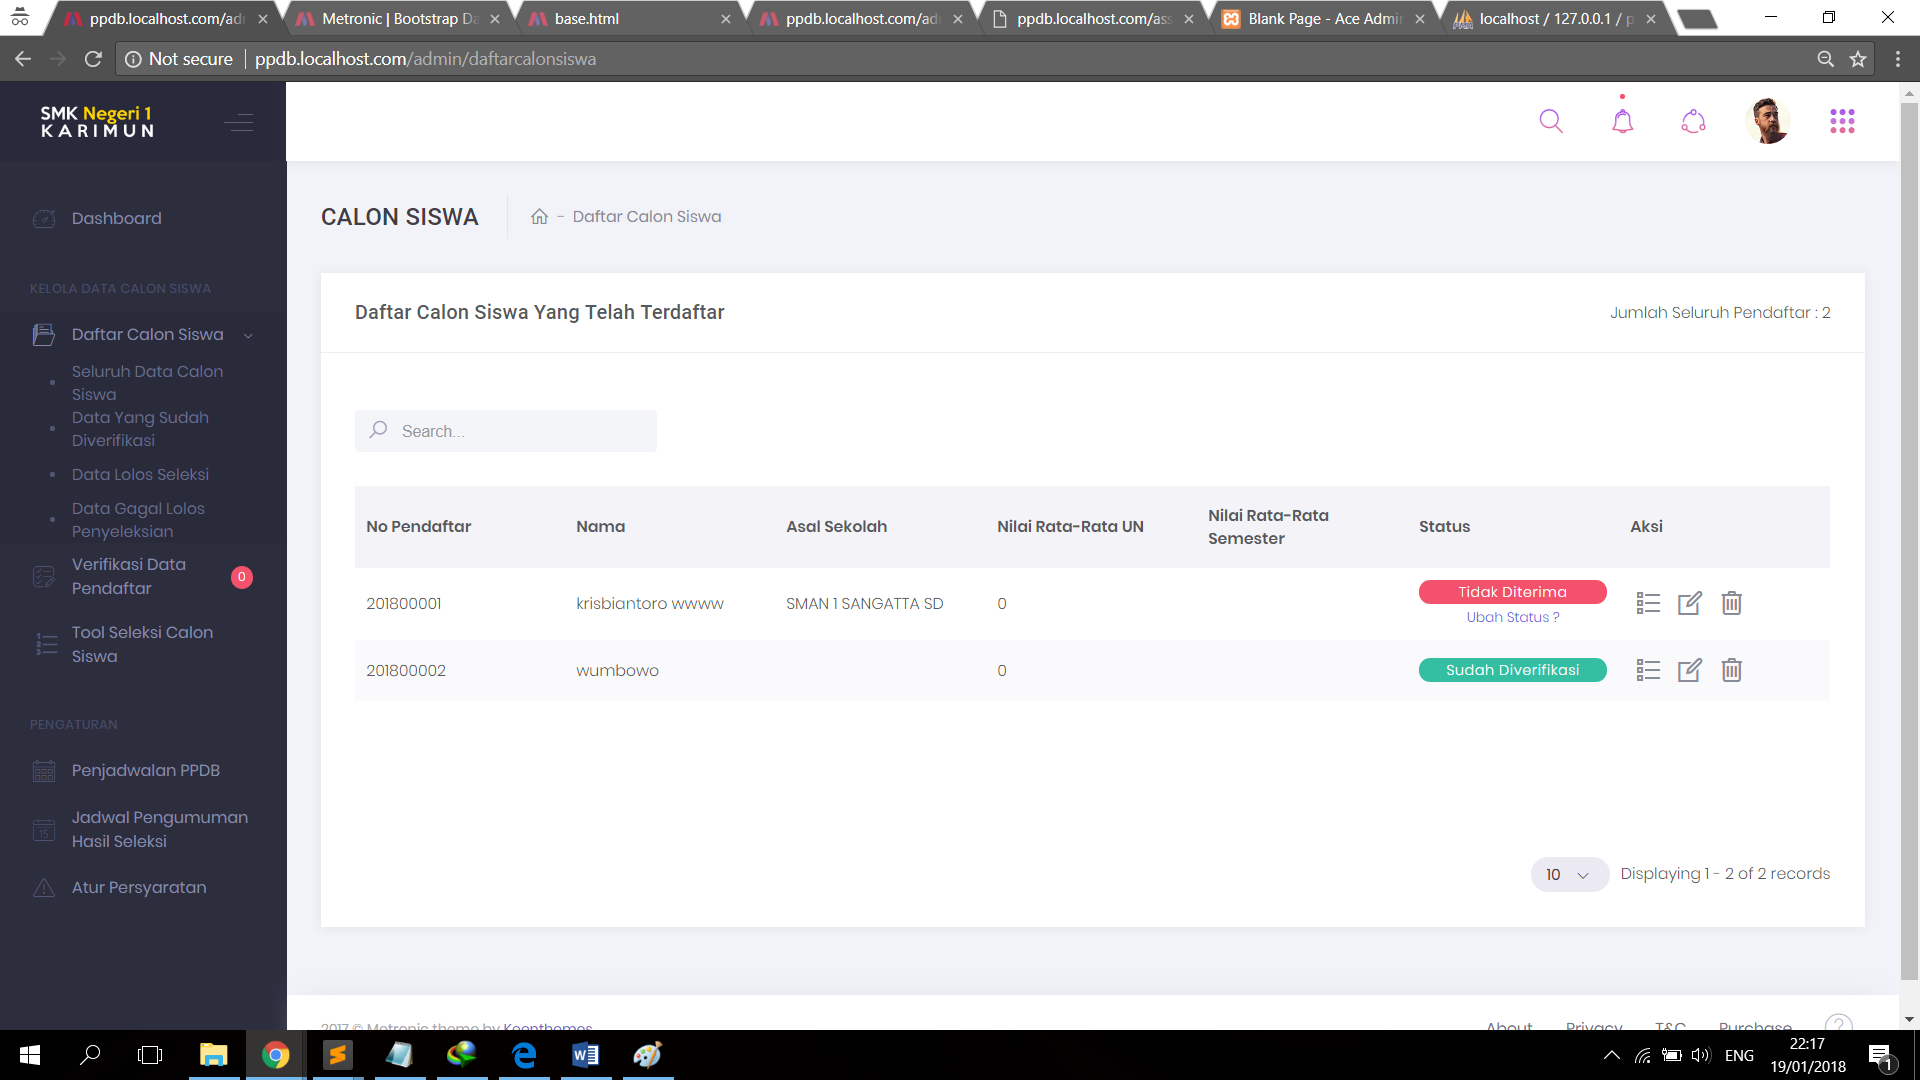 ppdb.localhost.com/adm
Metronic | Bootstrap Da
base.html
ppdb.localhost.com/adm
ppdb.localhost.com/ass
Blank Page - Ace Admin
localhost / 127.0.0.1 / p
Not secure
ppdb.localhost.com/admin/daftarcalonsiswa
SMK Negeri 1
KARIMUN
Dashboard
KELOLA DATA CALON SISWA
Daftar Calon Siswa
Seluruh Data Calon
Siswa
Data Yang Sudah
Diverifikasi
Data Lolos Seleksi
Data Gagal Lolos
Penyeleksian
Verifikasi Data
Pendaftar
0
Tool Seleksi Calon
Siswa
PENGATURAN
Penjadwalan PPDB
Jadwal Pengumuman
Hasil Seleksi
15
Atur Persyaratan
CALON SISWA
- Daftar Calon Siswa
Daftar Calon Siswa Yang Telah Terdaftar
Jumlah Seluruh Pendaftar : 2
Search...
No Pendaftar Nama Asal Sekolah Nilai Rata-Rata UN Nilai Rata-Rata Semester Status Aksi
201800001 krisbiantoro wwww SMAN 1 SANGATTA SD 0 Tidak Diterima
Ubah Status ?
201800002 wumbowo 0 Sudah Diverifikasi
10
Displaying 1 - 2 of 2 records
2017 © Metronic theme by Keenthemes
About Privacy T&C Purchase
ENG
22:17
19/01/2018
1